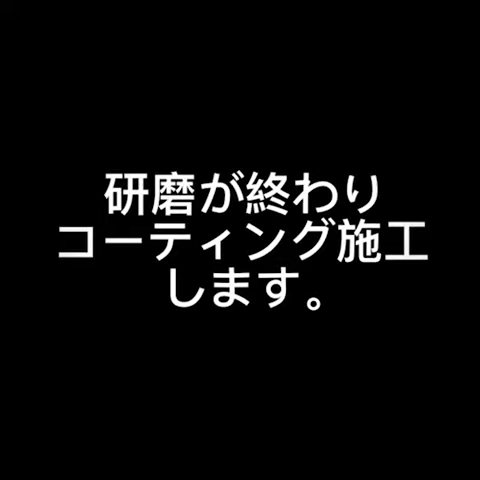 研磨が終わり
コーティング施工
します。